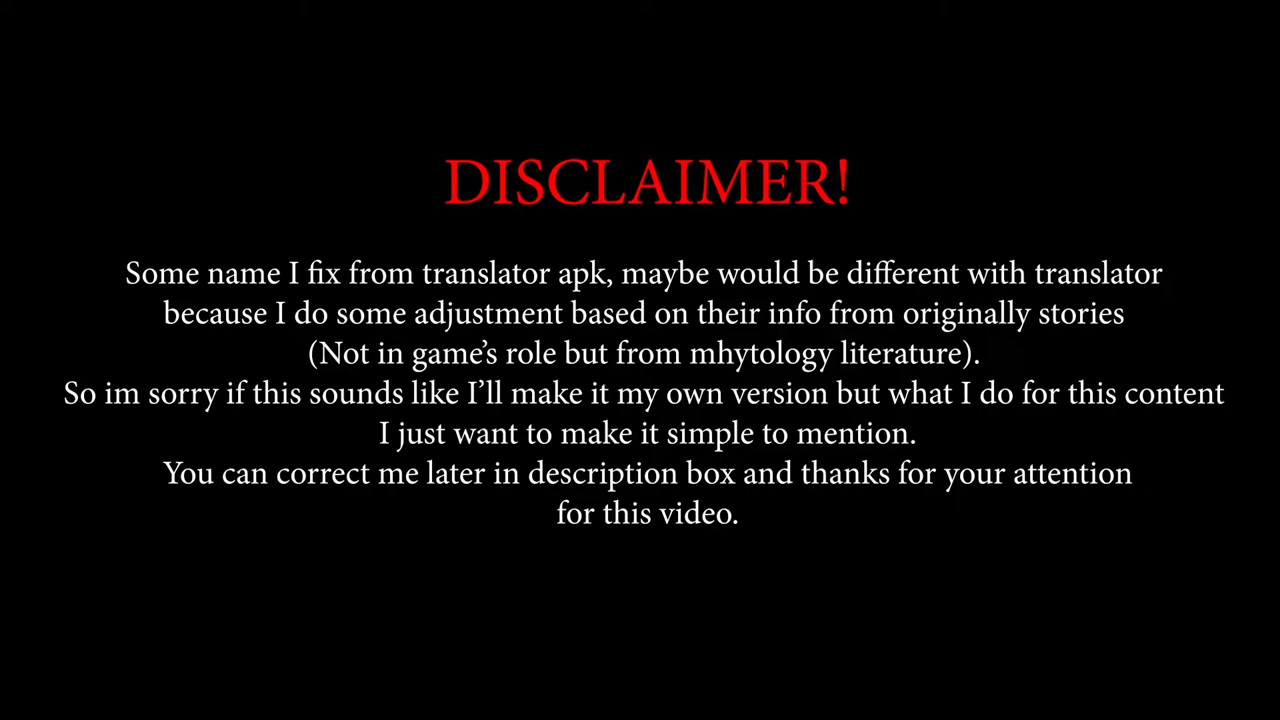 DISCLAIMER!
Some name I fix from translator apk, maybe would be different with translator
because I do some adjustment based on their info from originally stories
(Not in game's role but from mhytology literature).
So im sorry if this sounds like I'll make it my own version but what I do for this content
I just want to make it simple to mention.
You can correct me later in description box and thanks for your attention
for this video.